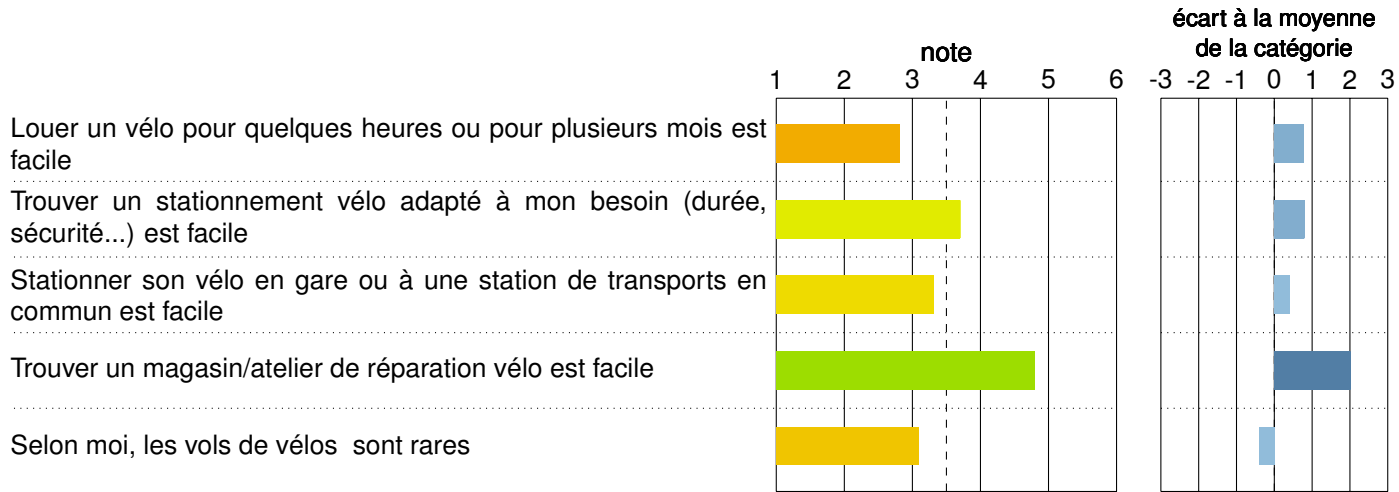 écart à la moyenne
note de la catégorie
1 2 3 4 5 6 -3 -2 -1 0 1 2 3
Louer un vélo pour quelques heures ou pour plusieurs mois est
facile
Trouver un stationnement vélo adapté à mon besoin (durée,
sécurité...) est facile
Stationner son vélo en gare ou à une station de transports en
commun est facile
Trouver un magasin/atelier de réparation vélo est facile
Selon moi, les vols de vélos sont rares